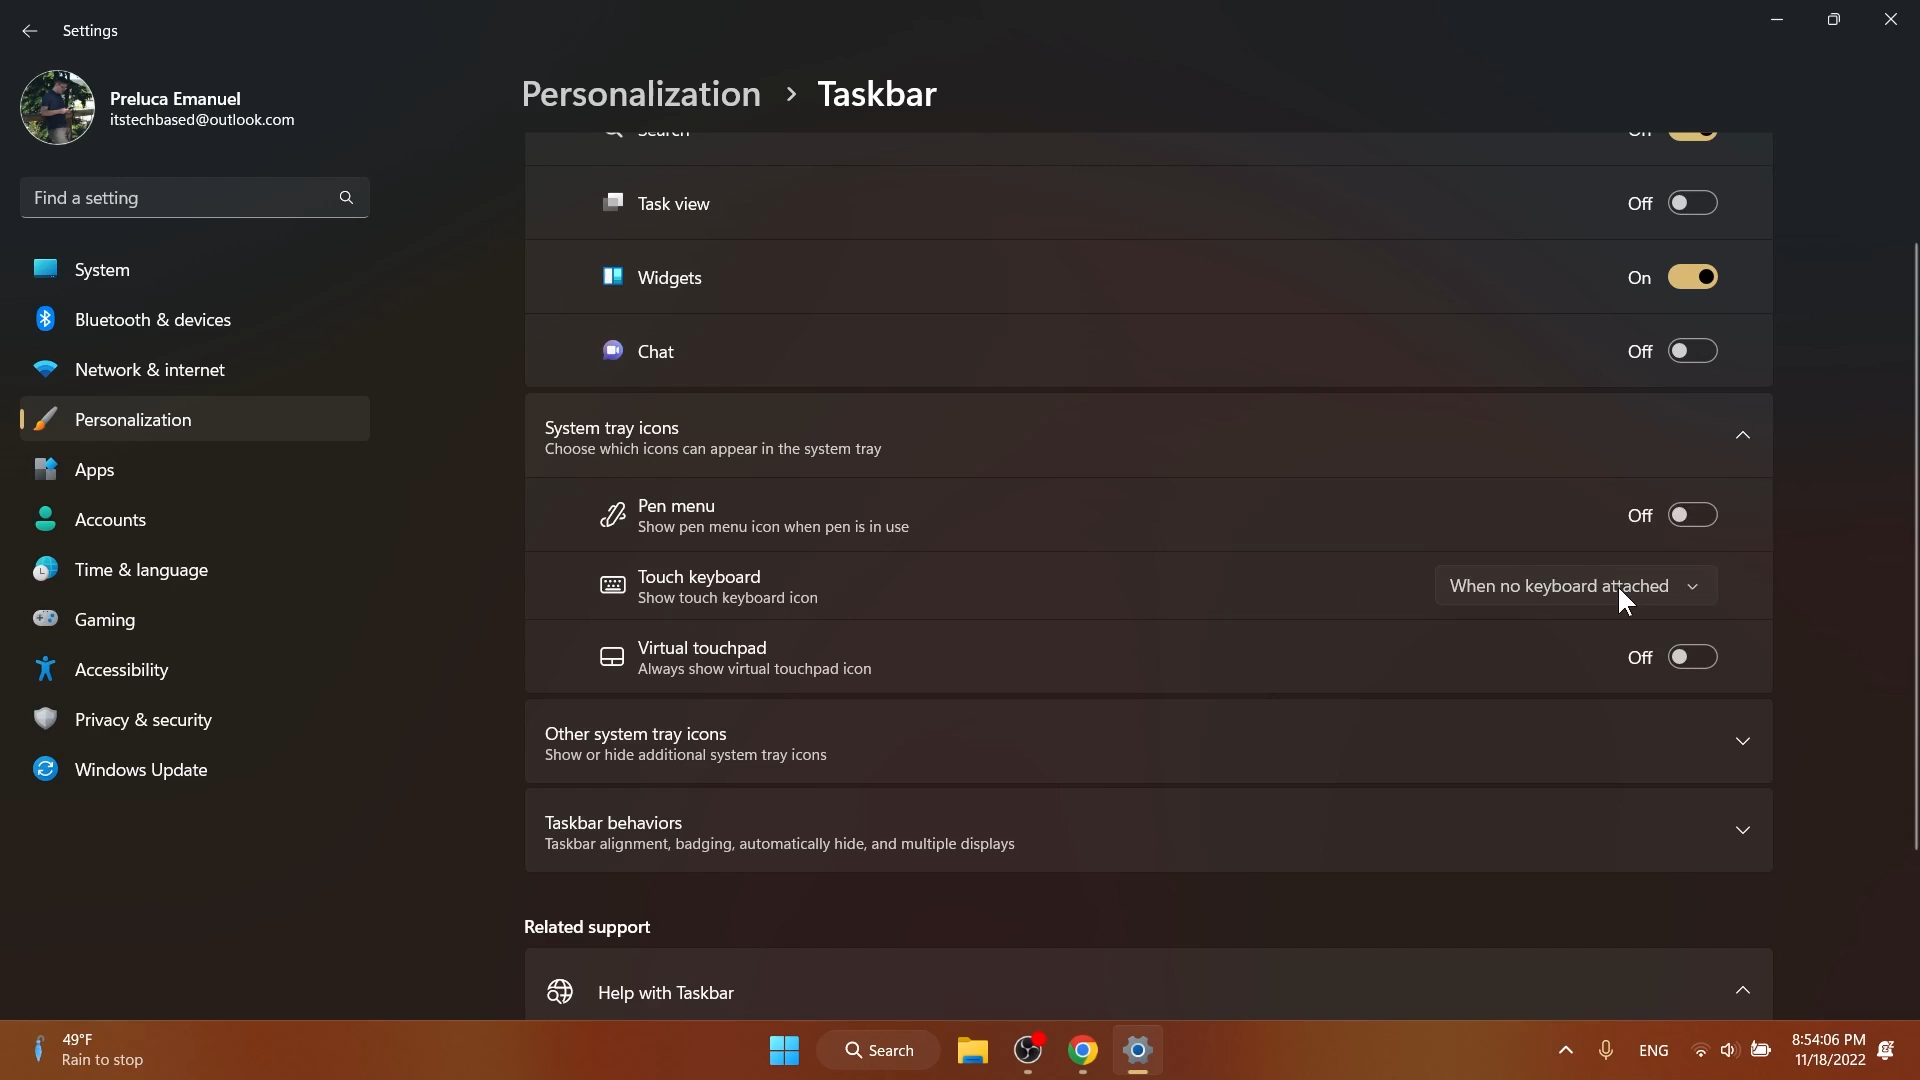 Settings
Preluca Emanuel
itstechbased@outlook.com
Find a setting
System
Bluetooth & devices
Network & internet
Personalization
Apps
Accounts
Time & language
Gaming
Accessibility
Privacy & security
Windows Update
Personalization > Taskbar
Search On
Task view Off
Widgets On
Chat Off
System tray icons
Choose which icons can appear in the system tray
Pen menu Off
Show pen menu icon when pen is in use
Touch keyboard When no keyboard attached
Show touch keyboard icon
Virtual touchpad Off
Always show virtual touchpad icon
Other system tray icons
Show or hide additional system tray icons
Taskbar behaviors
Taskbar alignment, badging, automatically hide, and multiple displays
Related support
Help with Taskbar
49°F
Rain to stop
Search
ENG
8:54:06 PM
11/18/2022